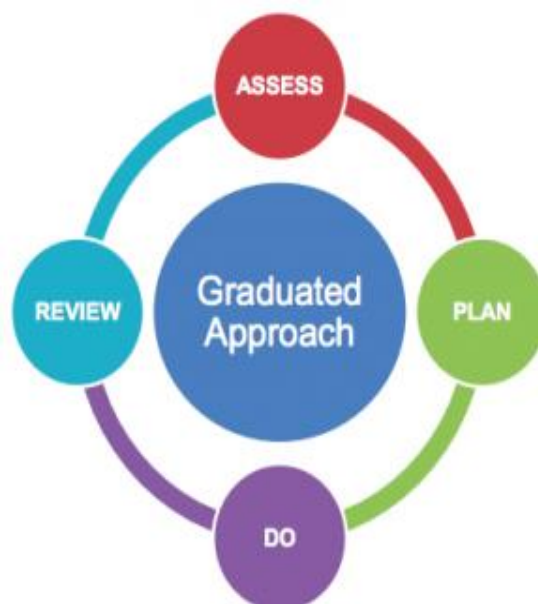 ASSESS
Graduated
Approach
REVIEW
PLAN
DO